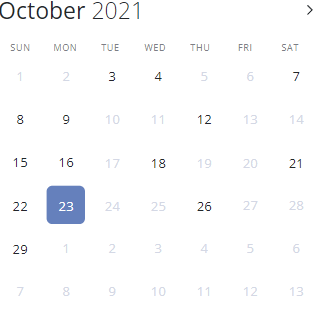 October 2021
SUN MON TUE WED THU FRI SAT
1 2 3 4 5 6 7
8 9 10 11 12 13 14
15 16 17 18 19 20 21
22 23 24 25 26 27 28
29 1 2 3 4 5 6
7 8 9 10 11 12 13